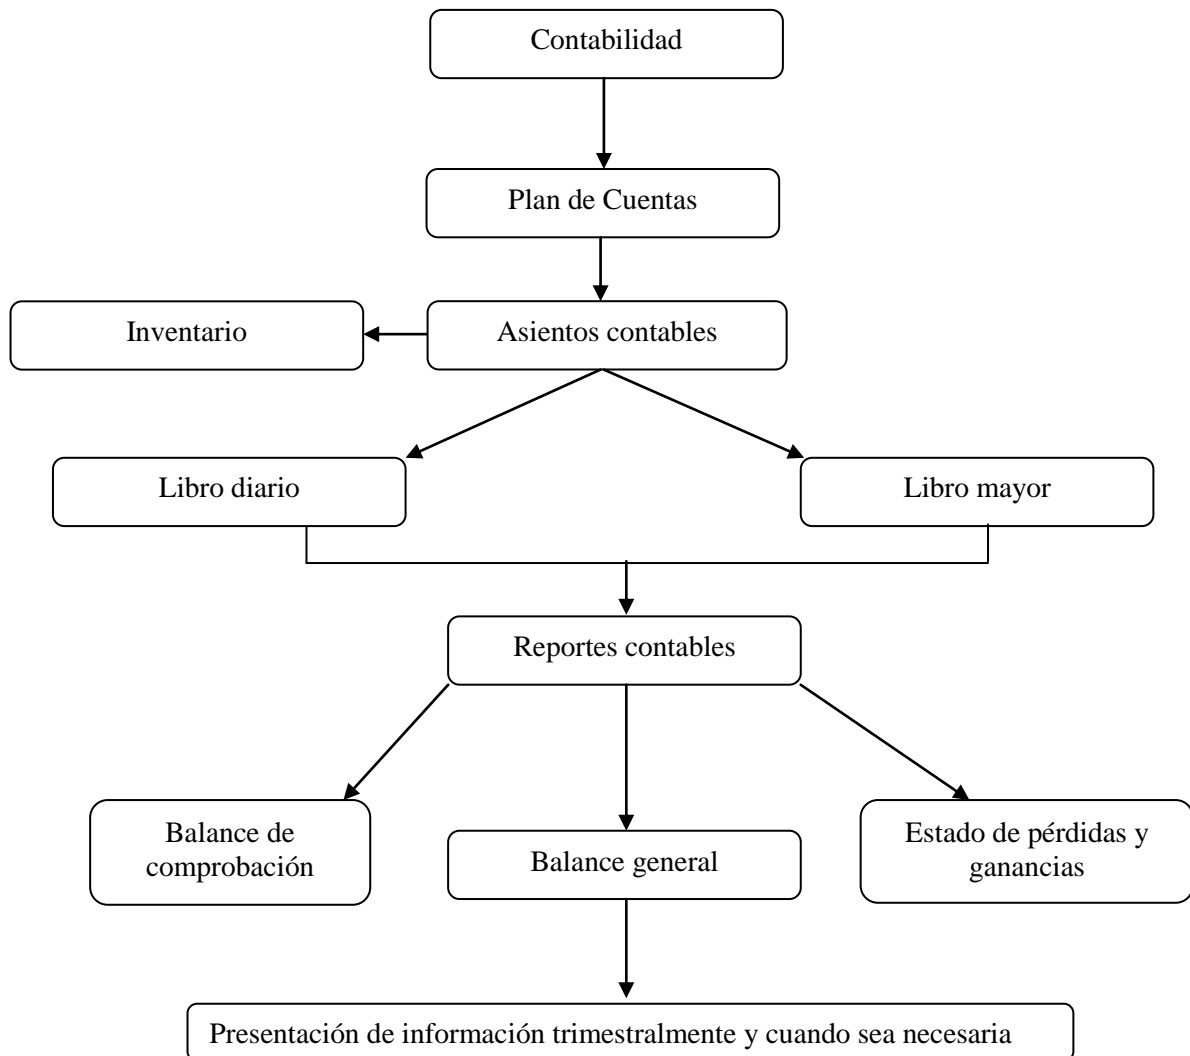 Contabilidad
Plan de Cuentas
Inventario
Asientos contables
Libro diario
Libro mayor
Reportes contables
Balance de
comprobación
Balance general
Estado de pérdidas y
ganancias
Presentación de información trimestralmente y cuando sea necesaria